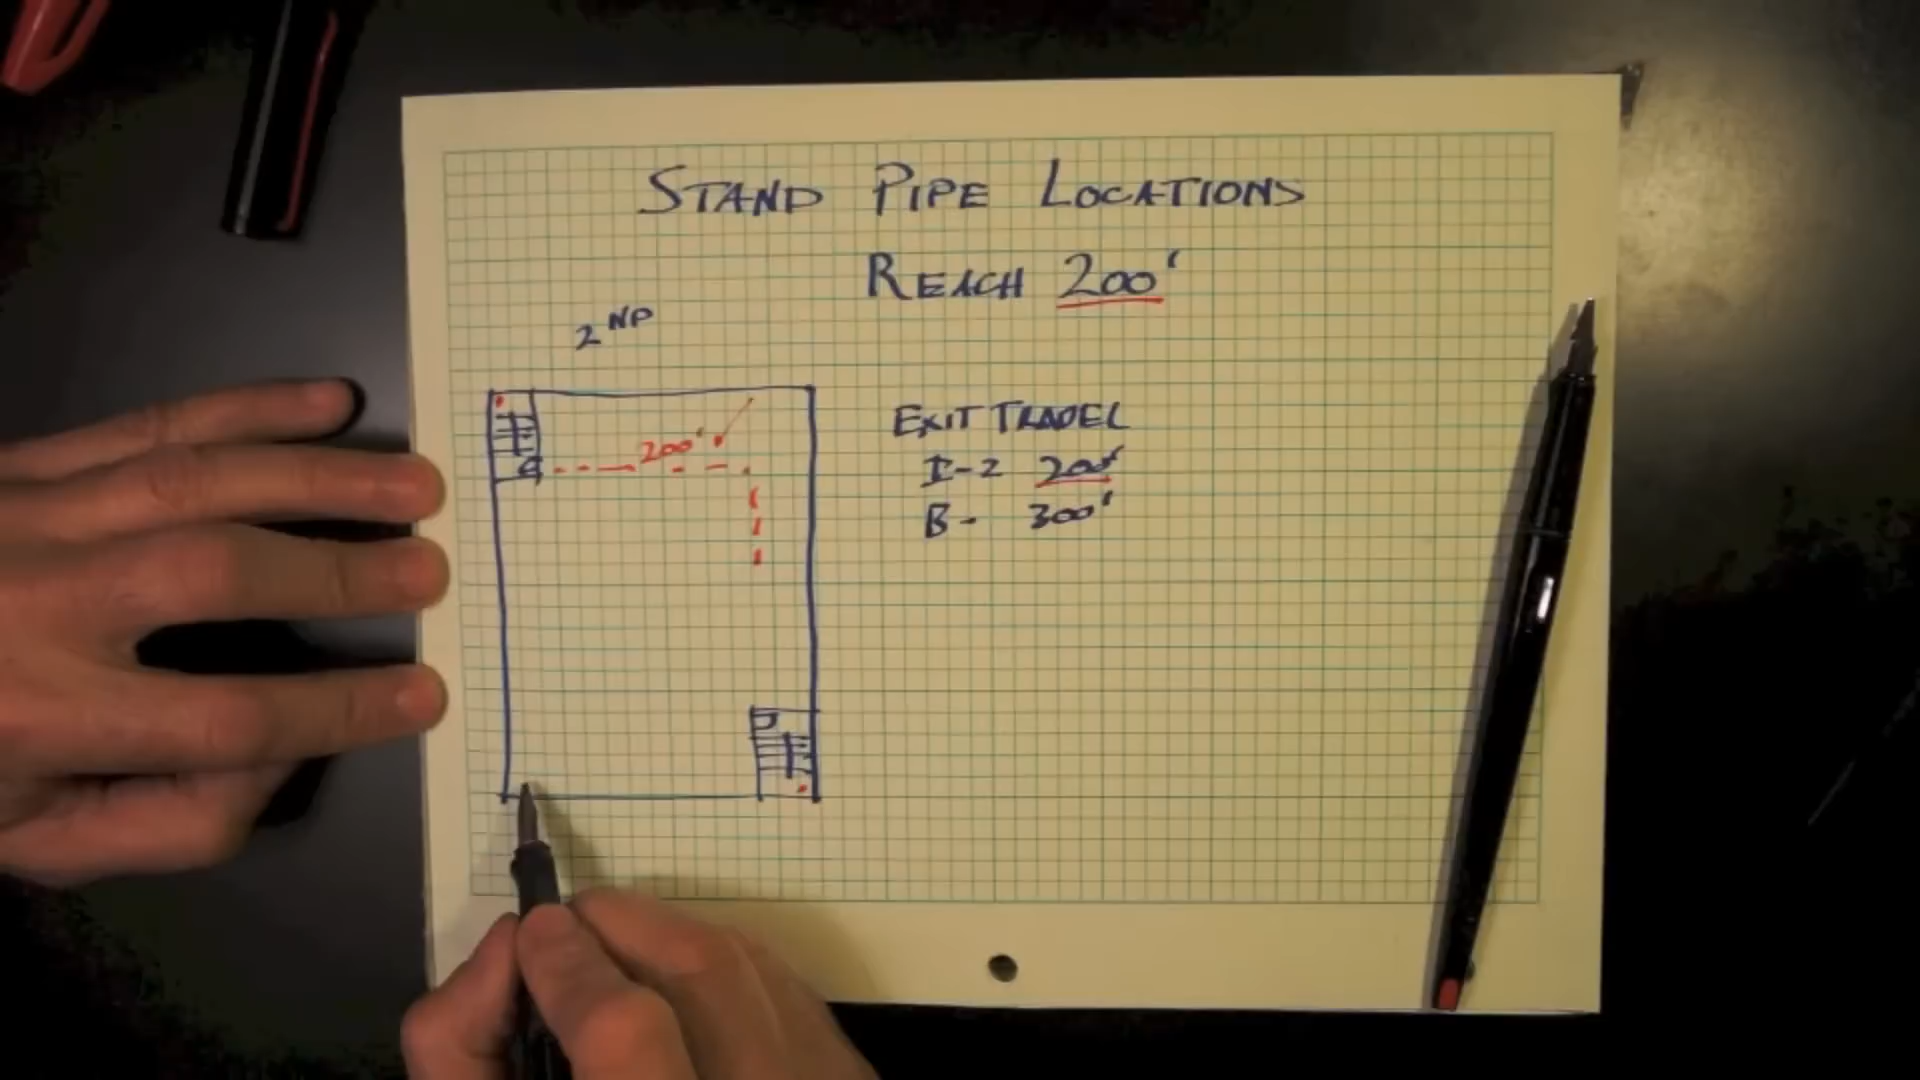 STAND PIPE LOCATIONS
REACH 200'
2ND
200'
EXIT TRAVEL
I-2 200'
B- 300'